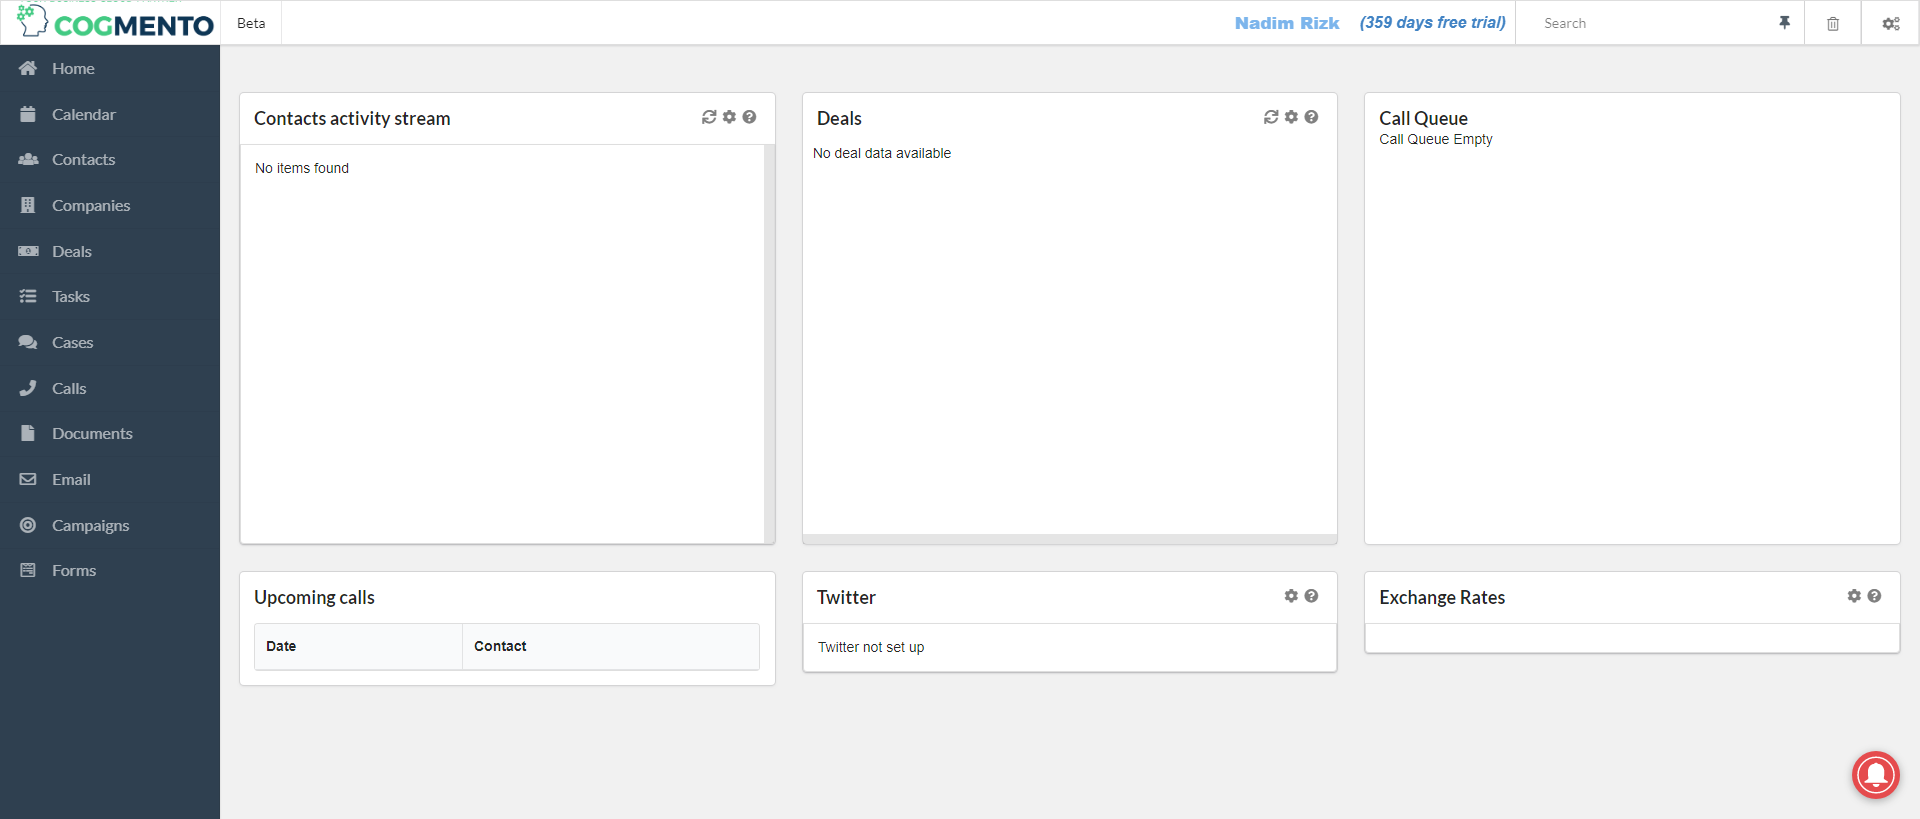 COGMENTO
Beta
Nadim Rizk
(359 days free trial)
Search
Home
Calendar
Contacts
Companies
Deals
Tasks
Cases
Calls
Documents
Email
Campaigns
Forms
Contacts activity stream
No items found
Deals
No deal data available
Call Queue
Call Queue Empty
Upcoming calls
Date Contact
Twitter
Twitter not set up
Exchange Rates